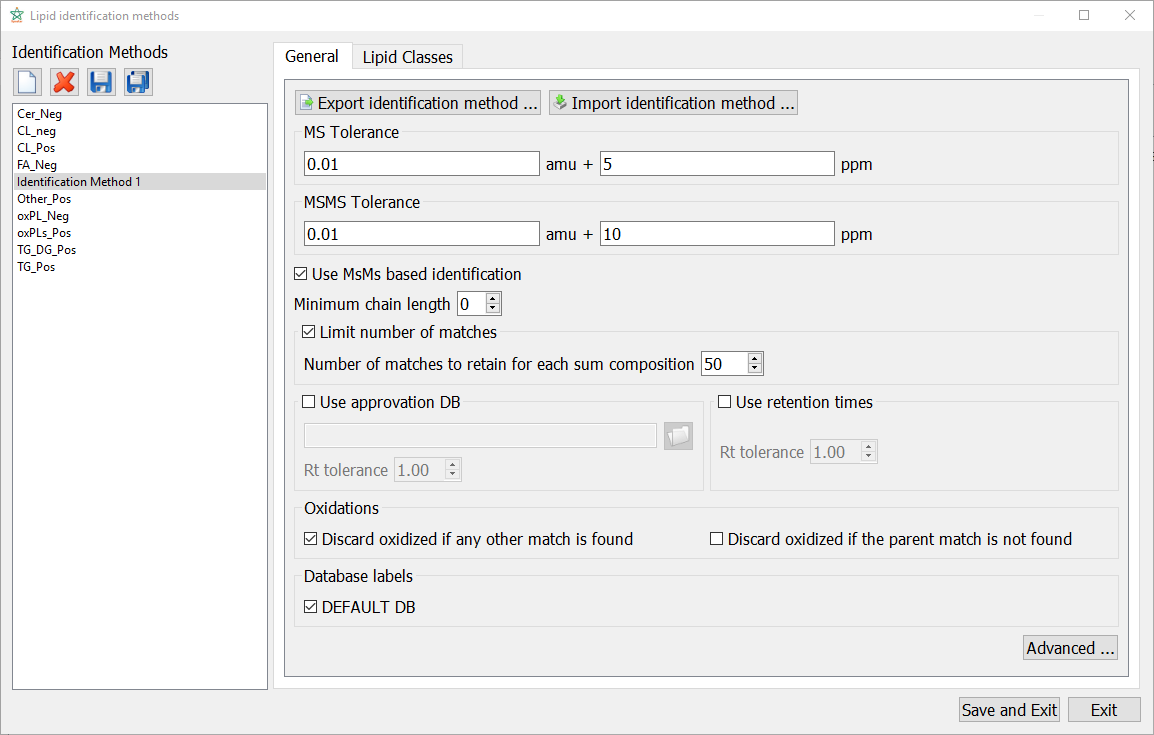 Lipid identification methods
Identification Methods
Cer_Neg
CL_neg
CL_Pos
FA_Neg
Identification Method 1
Other_Pos
oxPL_Neg
oxPLs_Pos
TG_DG_Pos
TG_Pos
General Lipid Classes
Export identification method ... Import identification method ...
MS Tolerance
0.01 amu + 5 ppm
MSMS Tolerance
0.01 amu + 10 ppm
Use MsMs based identification
Minimum chain length 0
Limit number of matches
Number of matches to retain for each sum composition 50
Use approvation DB
Rt tolerance 1.00
Use retention times
Rt tolerance 1.00
Oxidations
Discard oxidized if any other match is found Discard oxidized if the parent match is not found
Database labels
DEFAULT DB
Advanced ...
Save and Exit Exit